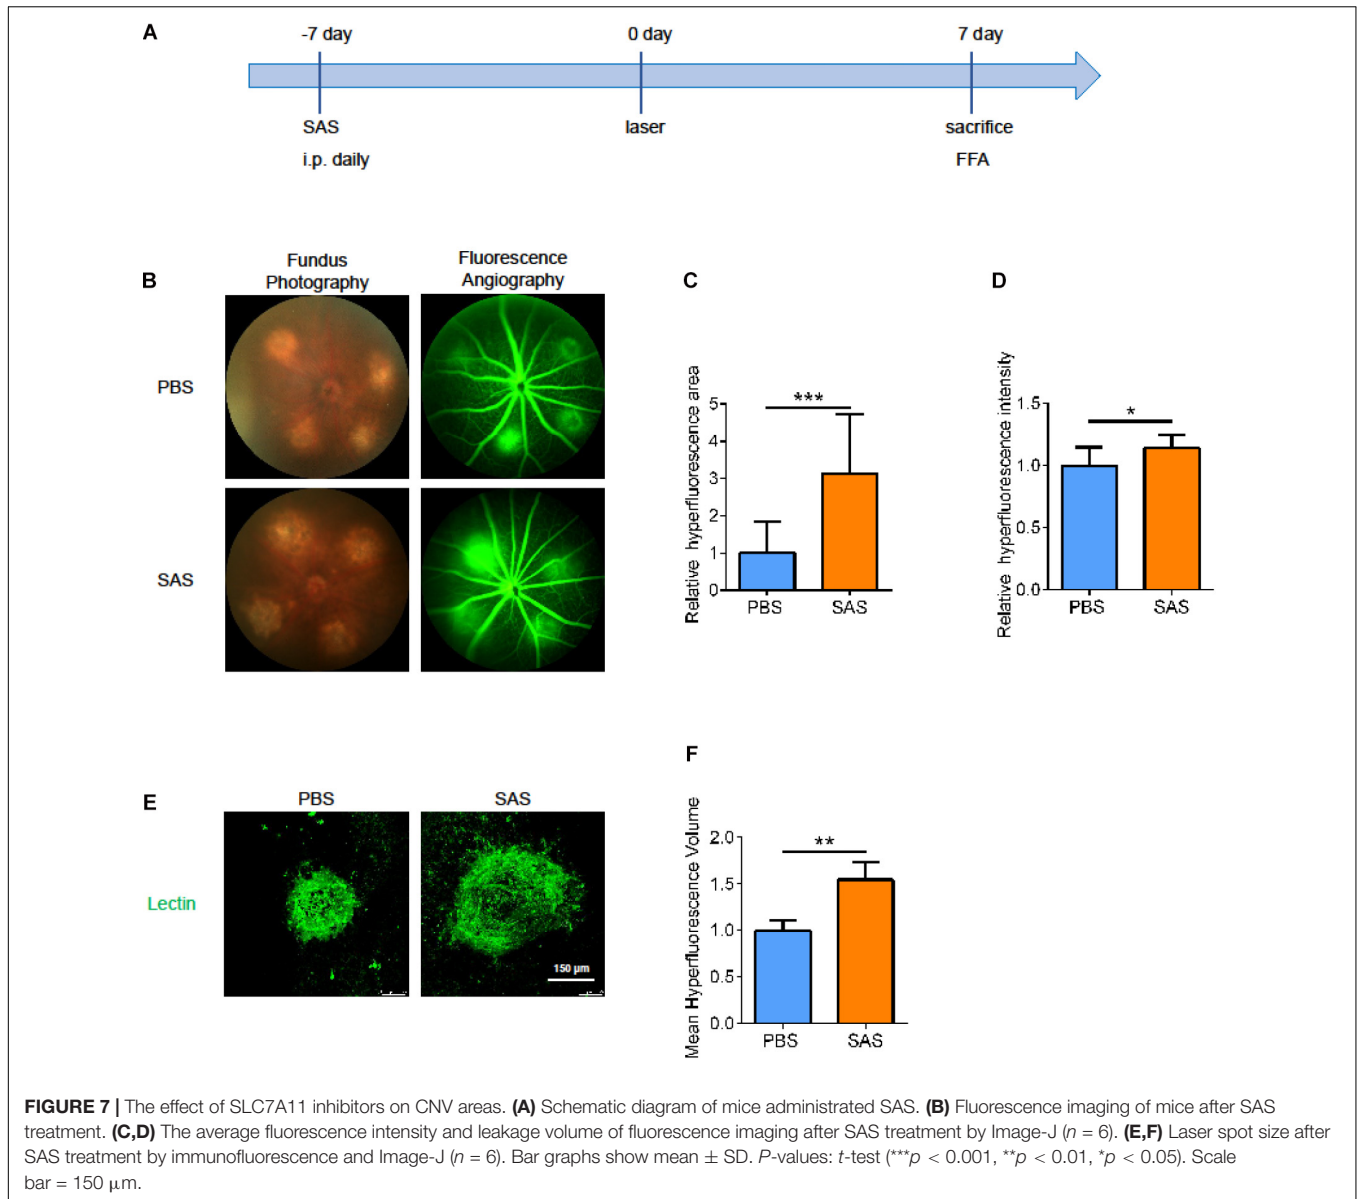 A
-7 day
0 day
7 day
SAS
laser
sacrifice
i.p. daily
FFA
B
Fundus
Photography
Fluorescence
Angiography
PBS
SAS
C
Relative hyperfluorescence area
5
4
3
2
1
0
***
PBS
SAS
D
Relative hyperfluorescence intensity
1.5
1.0
0.5
0.0
*
PBS
SAS
E
PBS
SAS
Lectin
150 μm
F
Mean Hyperfluorescence Volume
2.0
1.5
1.0
0.5
0.0
**
PBS
SAS
FIGURE 7 | The effect of SLC7A11 inhibitors on CNV areas. (A) Schematic diagram of mice administrated SAS. (B) Fluorescence imaging of mice after SAS
treatment. (C,D) The average fluorescence intensity and leakage volume of fluorescence imaging after SAS treatment by Image-J (n = 6). (E,F) Laser spot size after
SAS treatment by immunofluorescence and Image-J (n = 6). Bar graphs show mean ± SD. P-values: t-test (***p < 0.001, **p < 0.01, *p < 0.05). Scale
bar = 150 μm.